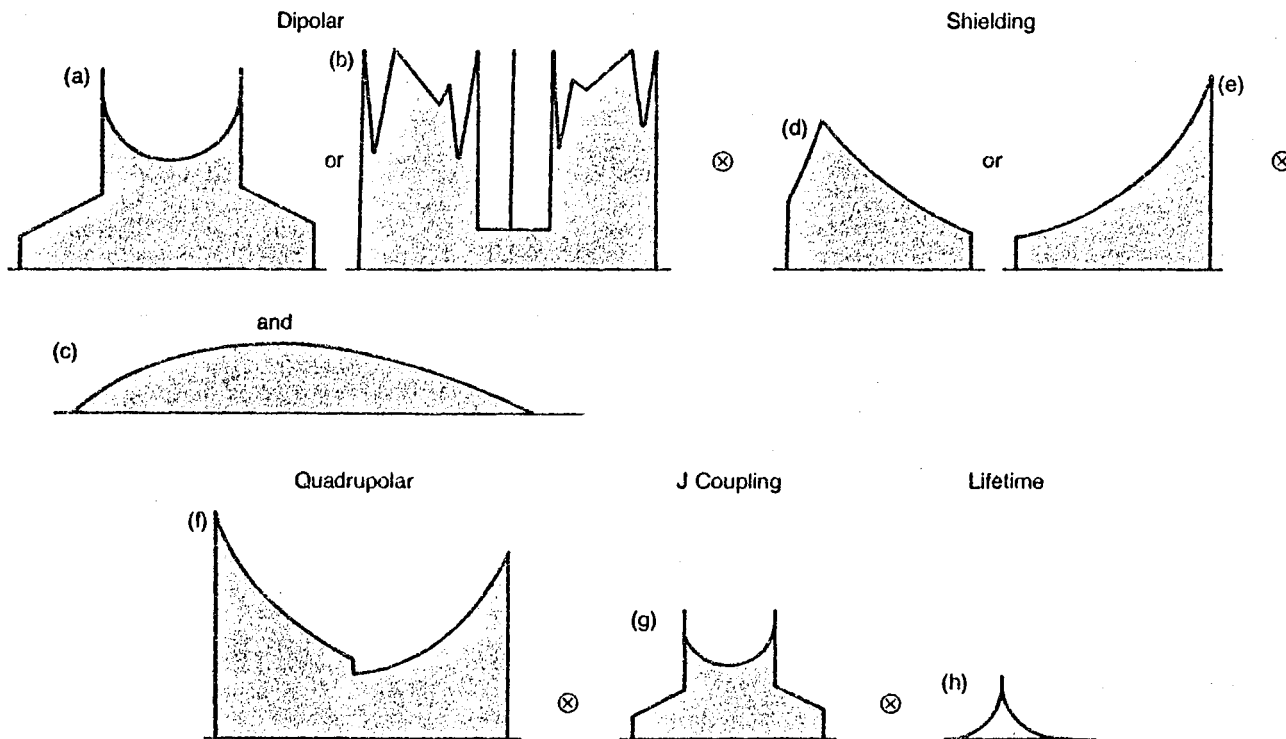 Dipolar
Shielding
(a)
(b)
or
⊗
(d)
or
(e)
⊗
and
(c)
Quadrupolar
J Coupling
Lifetime
(f)
⊗
(g)
⊗
(h)